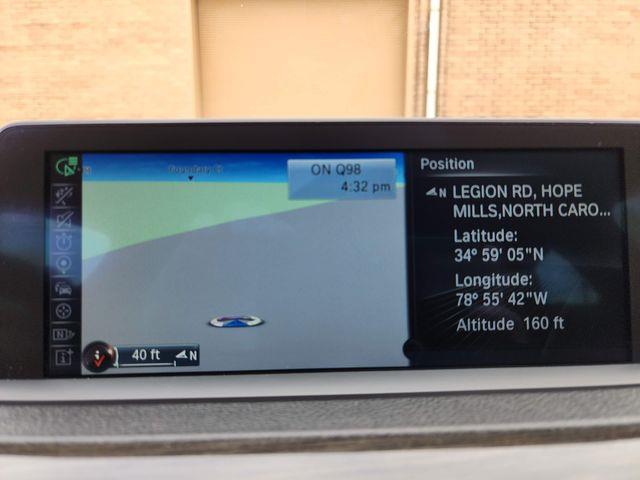 ON Q98
4:32 pm
Position
N LEGION RD, HOPE
MILLS,NORTH CARO...
Latitude:
34° 59' 05"N
Longitude:
78° 55' 42"W
Altitude 160 ft
40 ft N